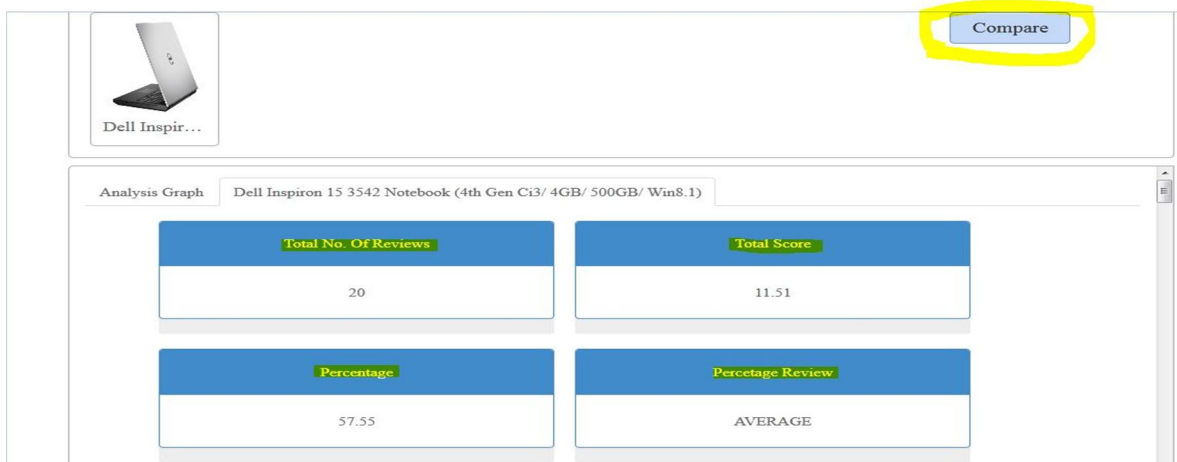 Compare
Dell Inspir...
Analysis Graph
Dell Inspiron 15 3542 Notebook (4th Gen Ci3/ 4GB/ 500GB/ Win8.1)
Total No. Of Reviews
Total Score
20
11.51
Percentage
Percetage Review
57.55
AVERAGE